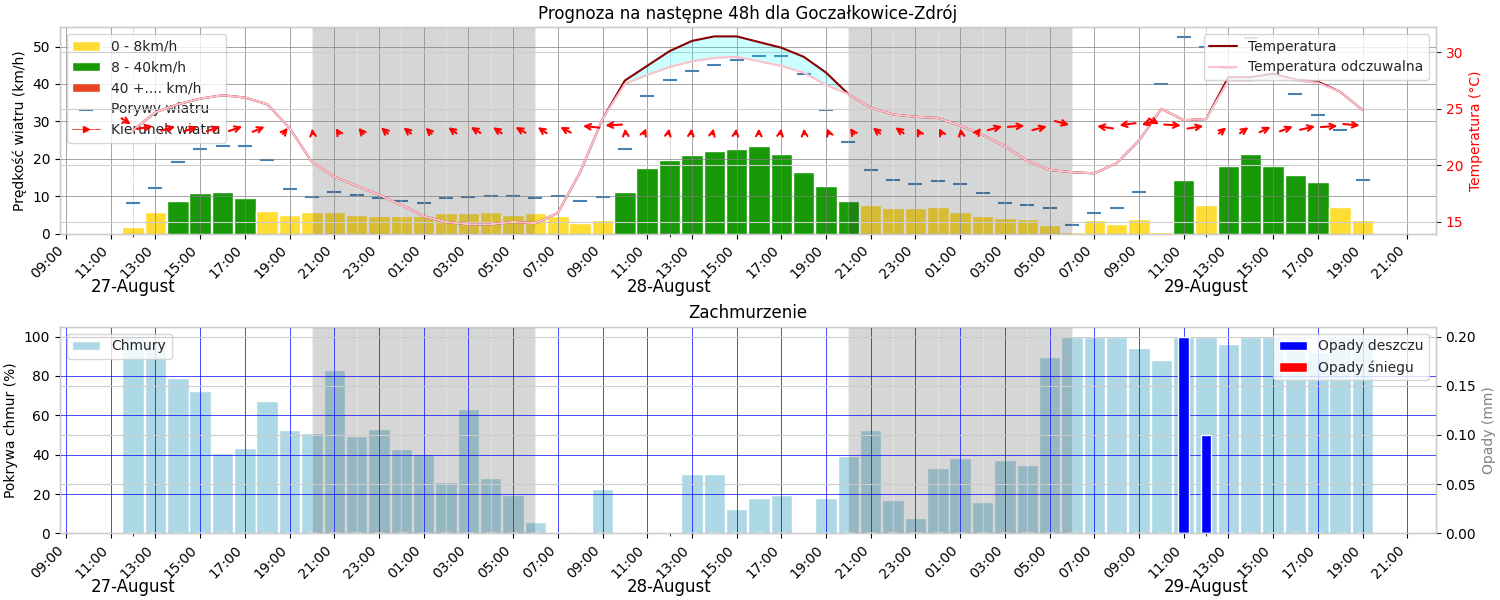 Prognoza na następne 48h dla Goczałkowice-Zdrój
Prędkość wiatru (km/h)
50
40
30
20
10
0
0 - 8km/h
8 - 40km/h
40 +.... km/h
Porywy wiatru
Kierunek wiatru
Temperatura
Temperatura odczuwalna
30
25
20
15
Temperatura (°C)
09:00 11:00 13:00 15:00 17:00 19:00 21:00 23:00 01:00 03:00 05:00 07:00 09:00 11:00 13:00 15:00 17:00 19:00 21:00 23:00 01:00 03:00 05:00 07:00 09:00 11:00 13:00 15:00 17:00 19:00 21:00
27-August 28-August 29-August
Zachmurzenie
Pokrywa chmur (%)
100
80
60
40
20
0
Chmury
Opady deszczu
Opady śniegu
0.20
0.15
0.10
0.05
0.00
Opady (mm)
09:00 11:00 13:00 15:00 17:00 19:00 21:00 23:00 01:00 03:00 05:00 07:00 09:00 11:00 13:00 15:00 17:00 19:00 21:00 23:00 01:00 03:00 05:00 07:00 09:00 11:00 13:00 15:00 17:00 19:00 21:00
27-August 28-August 29-August